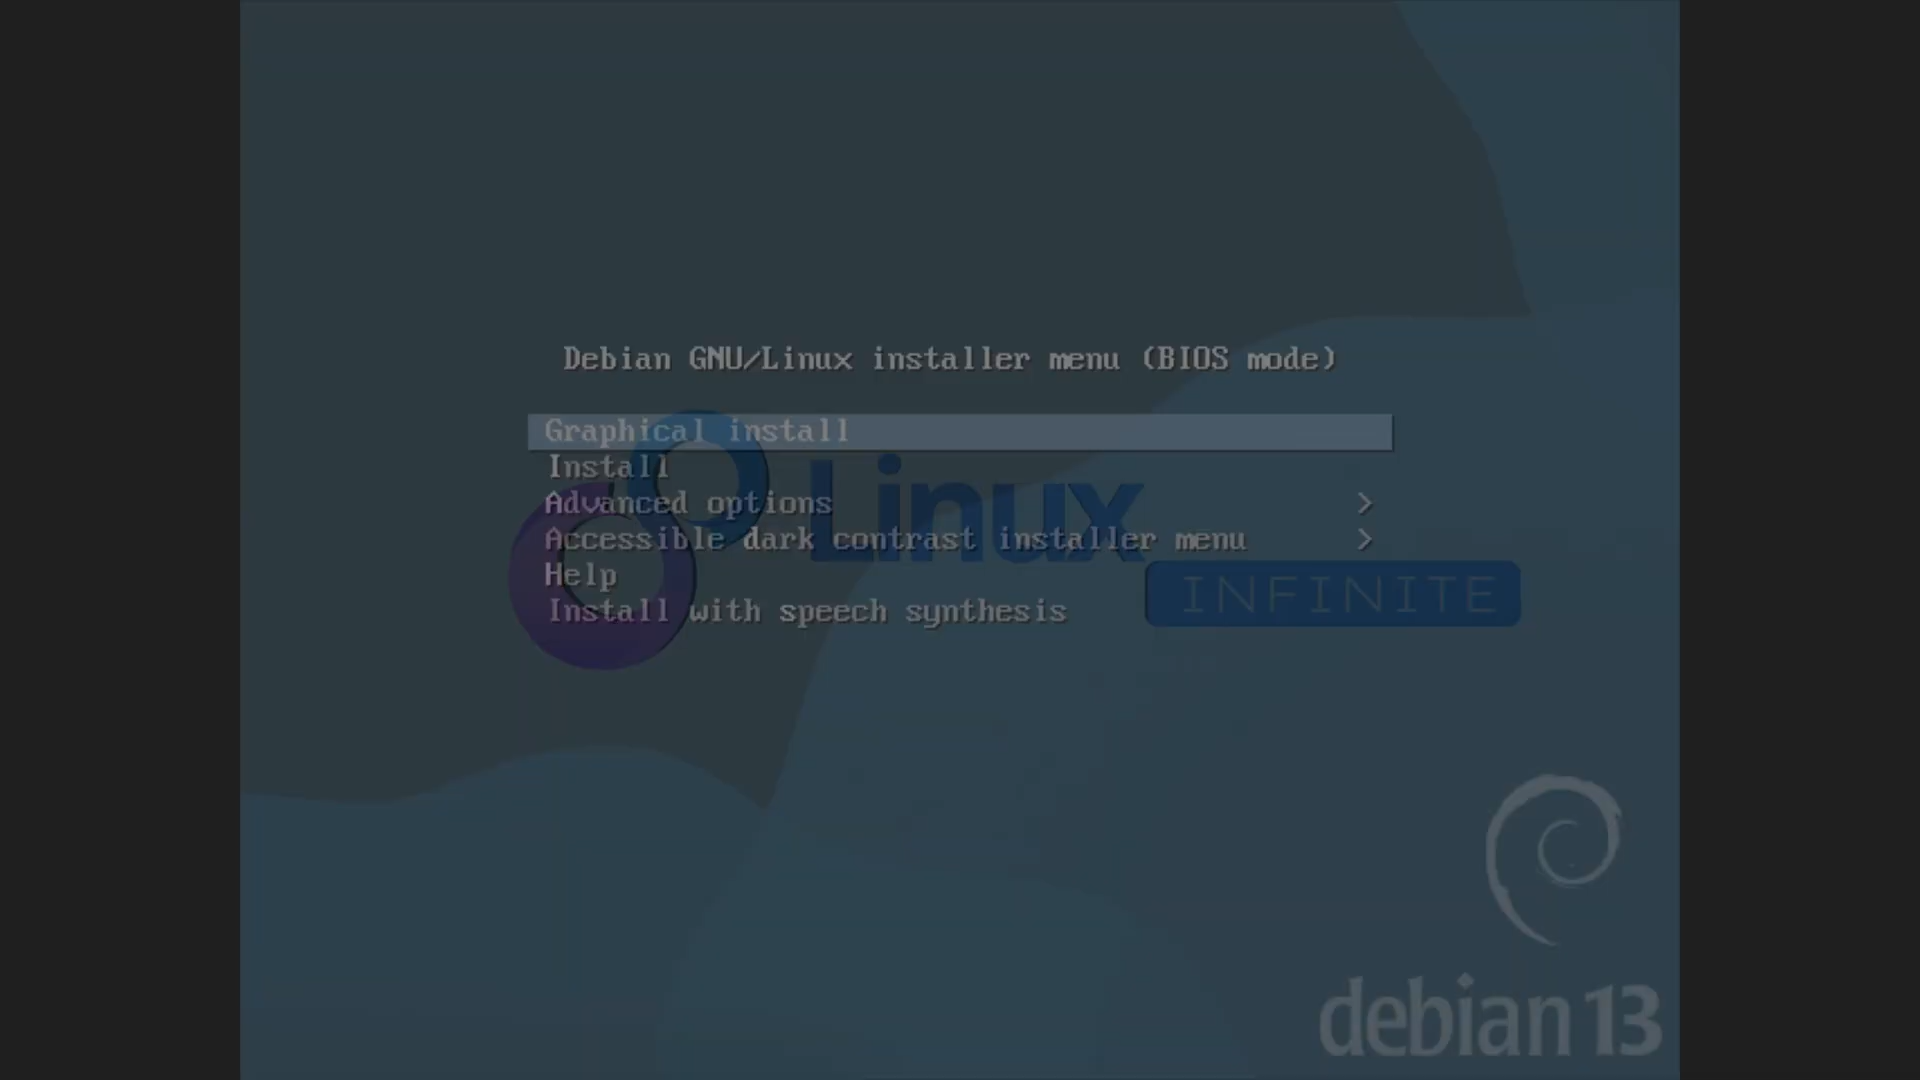 Debian GNU/Linux installer menu (BIOS mode)
Graphical install
Install
Advanced options >
Accessible dark contrast installer menu >
Help
Install with speech synthesis
Linux
INFINITE
debian 13